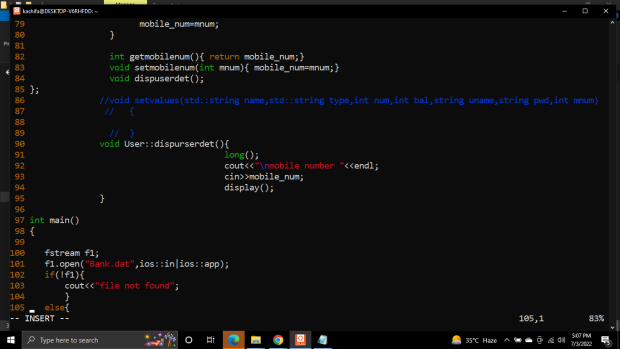 kashifa@DESKTOP-V6RHFDD: ~
79 mobile_num=mnum;
80 }
81
82 int getmobilenum(){ return mobile_num;}
83 void setmobilenum(int mnum){ mobile_num=mnum;}
84 void dispuserdet();
85 };
86 //void setvalues(std::string name,std::string type,int num,int bal,string uname,string pwd,int mnum)
87 // {
88
89 // }
90 void User::dispurserdet(){
91 long();
92 cout<<"\nmobile number "<<endl;
93 cin>>mobile_num;
94 display();
95 }
96
97 int main()
98 {
99
100 fstream f1;
101 f1.open("Bank.dat",ios::in|ios::app);
102 if(!f1){
103 cout<<"file not found";
104 }
105 else{
-- INSERT -- 105,1 83%
Type here to search
35°C Haze
5:07 PM
7/3/2022